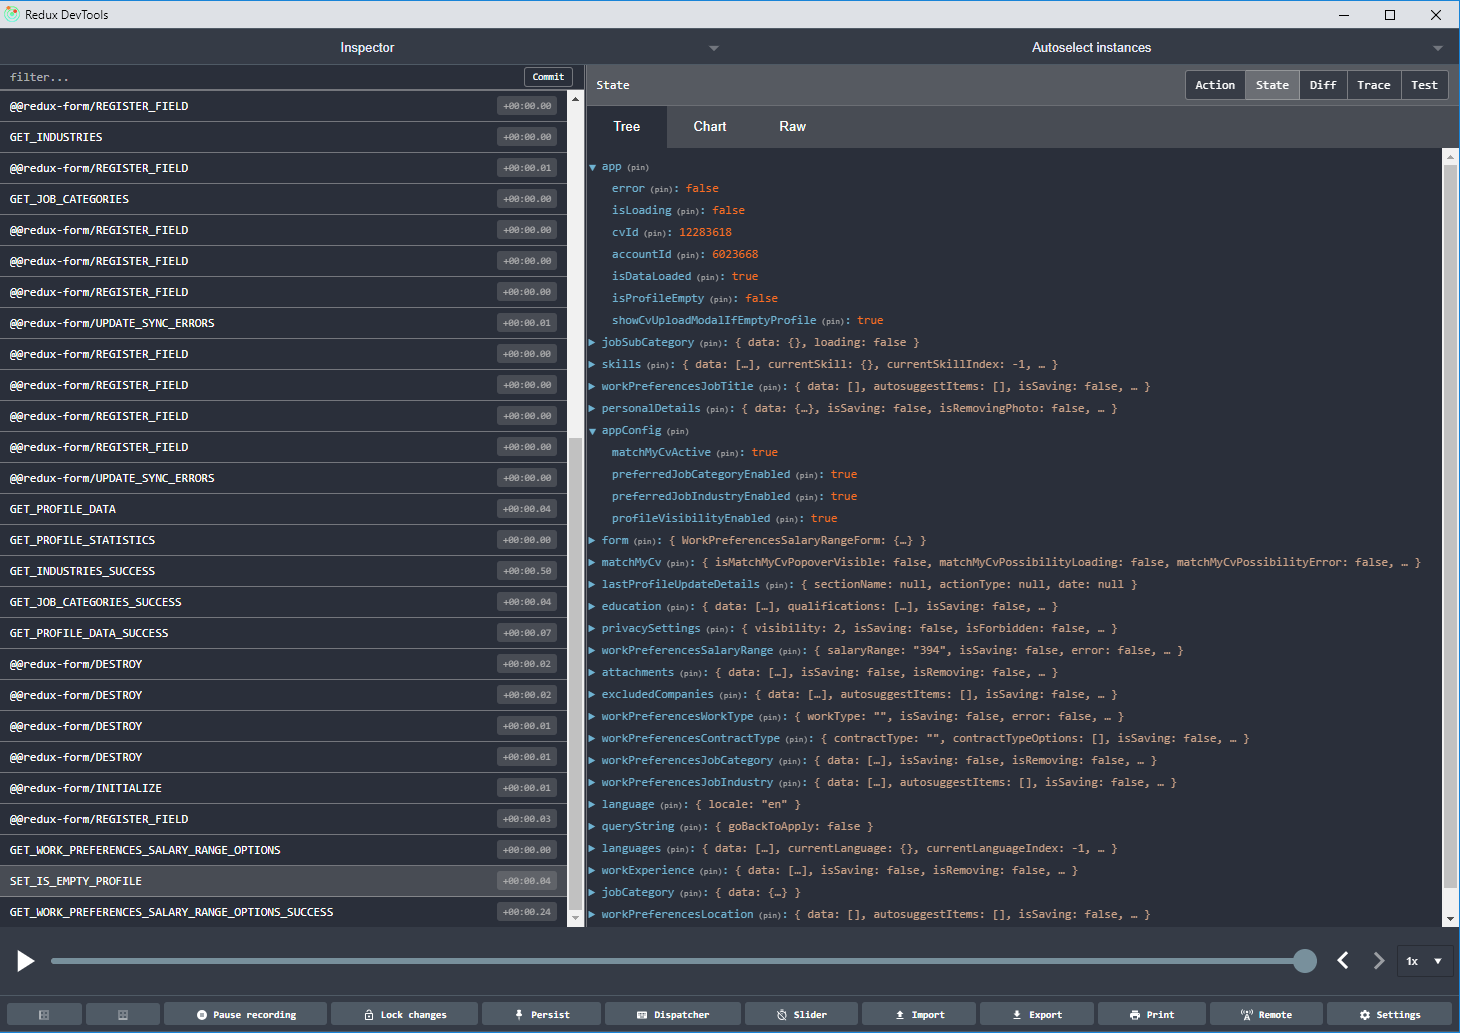 Redux DevTools
Inspector
Autoselect instances
filter...
Commit
State
Action
State
Diff
Trace
Test
Tree
Chart
Raw
@@redux-form/REGISTER_FIELD +00:00.00
GET_INDUSTRIES +00:00.00
@@redux-form/REGISTER_FIELD +00:00.01
GET_JOB_CATEGORIES +00:00.00
@@redux-form/REGISTER_FIELD +00:00.00
@@redux-form/REGISTER_FIELD +00:00.00
@@redux-form/REGISTER_FIELD +00:00.00
@@redux-form/UPDATE_SYNC_ERRORS +00:00.01
@@redux-form/REGISTER_FIELD +00:00.00
@@redux-form/REGISTER_FIELD +00:00.00
@@redux-form/REGISTER_FIELD +00:00.00
@@redux-form/REGISTER_FIELD +00:00.00
@@redux-form/UPDATE_SYNC_ERRORS +00:00.00
GET_PROFILE_DATA +00:00.04
GET_PROFILE_STATISTICS +00:00.00
GET_INDUSTRIES_SUCCESS +00:00.50
GET_JOB_CATEGORIES_SUCCESS +00:00.04
GET_PROFILE_DATA_SUCCESS +00:00.07
@@redux-form/DESTROY +00:00.02
@@redux-form/DESTROY +00:00.02
@@redux-form/DESTROY +00:00.01
@@redux-form/DESTROY +00:00.01
@@redux-form/INITIALIZE +00:00.01
@@redux-form/REGISTER_FIELD +00:00.03
GET_WORK_PREFERENCES_SALARY_RANGE_OPTIONS +00:00.00
SET_IS_EMPTY_PROFILE +00:00.04
GET_WORK_PREFERENCES_SALARY_RANGE_OPTIONS_SUCCESS +00:00.24
app (pin)
error (pin): false
isLoading (pin): false
cvId (pin): 12283618
accountId (pin): 6023668
isDataLoaded (pin): true
isProfileEmpty (pin): false
showCvUploadModalIfEmptyProfile (pin): true
jobSubCategory (pin): { data: {}, loading: false }
skills (pin): { data: […], currentSkill: {}, currentSkillIndex: -1, … }
workPreferencesJobTitle (pin): { data: [], autosuggestItems: [], isSaving: false, … }
personalDetails (pin): { data: {…}, isSaving: false, isRemovingPhoto: false, … }
appConfig (pin)
matchMyCvActive (pin): true
preferredJobCategoryEnabled (pin): true
preferredJobIndustryEnabled (pin): true
profileVisibilityEnabled (pin): true
form (pin): { WorkPreferencesSalaryRangeForm: {…} }
matchMyCv (pin): { isMatchMyCvPopoverVisible: false, matchMyCvPossibilityLoading: false, matchMyCvPossibilityError: false, … }
lastProfileUpdateDetails (pin): { sectionName: null, actionType: null, date: null }
education (pin): { data: […], qualifications: […], isSaving: false, … }
privacySettings (pin): { visibility: 2, isSaving: false, isForbidden: false, … }
workPreferencesSalaryRange (pin): { salaryRange: "394", isSaving: false, error: false, … }
attachments (pin): { data: […], isSaving: false, isRemoving: false, … }
excludedCompanies (pin): { data: […], autosuggestItems: [], isSaving: false, … }
workPreferencesWorkType (pin): { workType: "", isSaving: false, error: false, … }
workPreferencesContractType (pin): { contractType: "", contractTypeOptions: [], isSaving: false, … }
workPreferencesJobCategory (pin): { data: […], isSaving: false, isRemoving: false, … }
workPreferencesJobIndustry (pin): { data: […], autosuggestItems: [], isSaving: false, … }
language (pin): { locale: "en" }
queryString (pin): { goBackToApply: false }
languages (pin): { data: […], currentLanguage: {}, currentLanguageIndex: -1, … }
workExperience (pin): { data: […], isSaving: false, isRemoving: false, … }
jobCategory (pin): { data: {…} }
workPreferencesLocation (pin): { data: [], autosuggestItems: [], isSaving: false, … }
1x
Pause recording
Lock changes
Persist
Dispatcher
Slider
Import
Export
Print
Remote
Settings